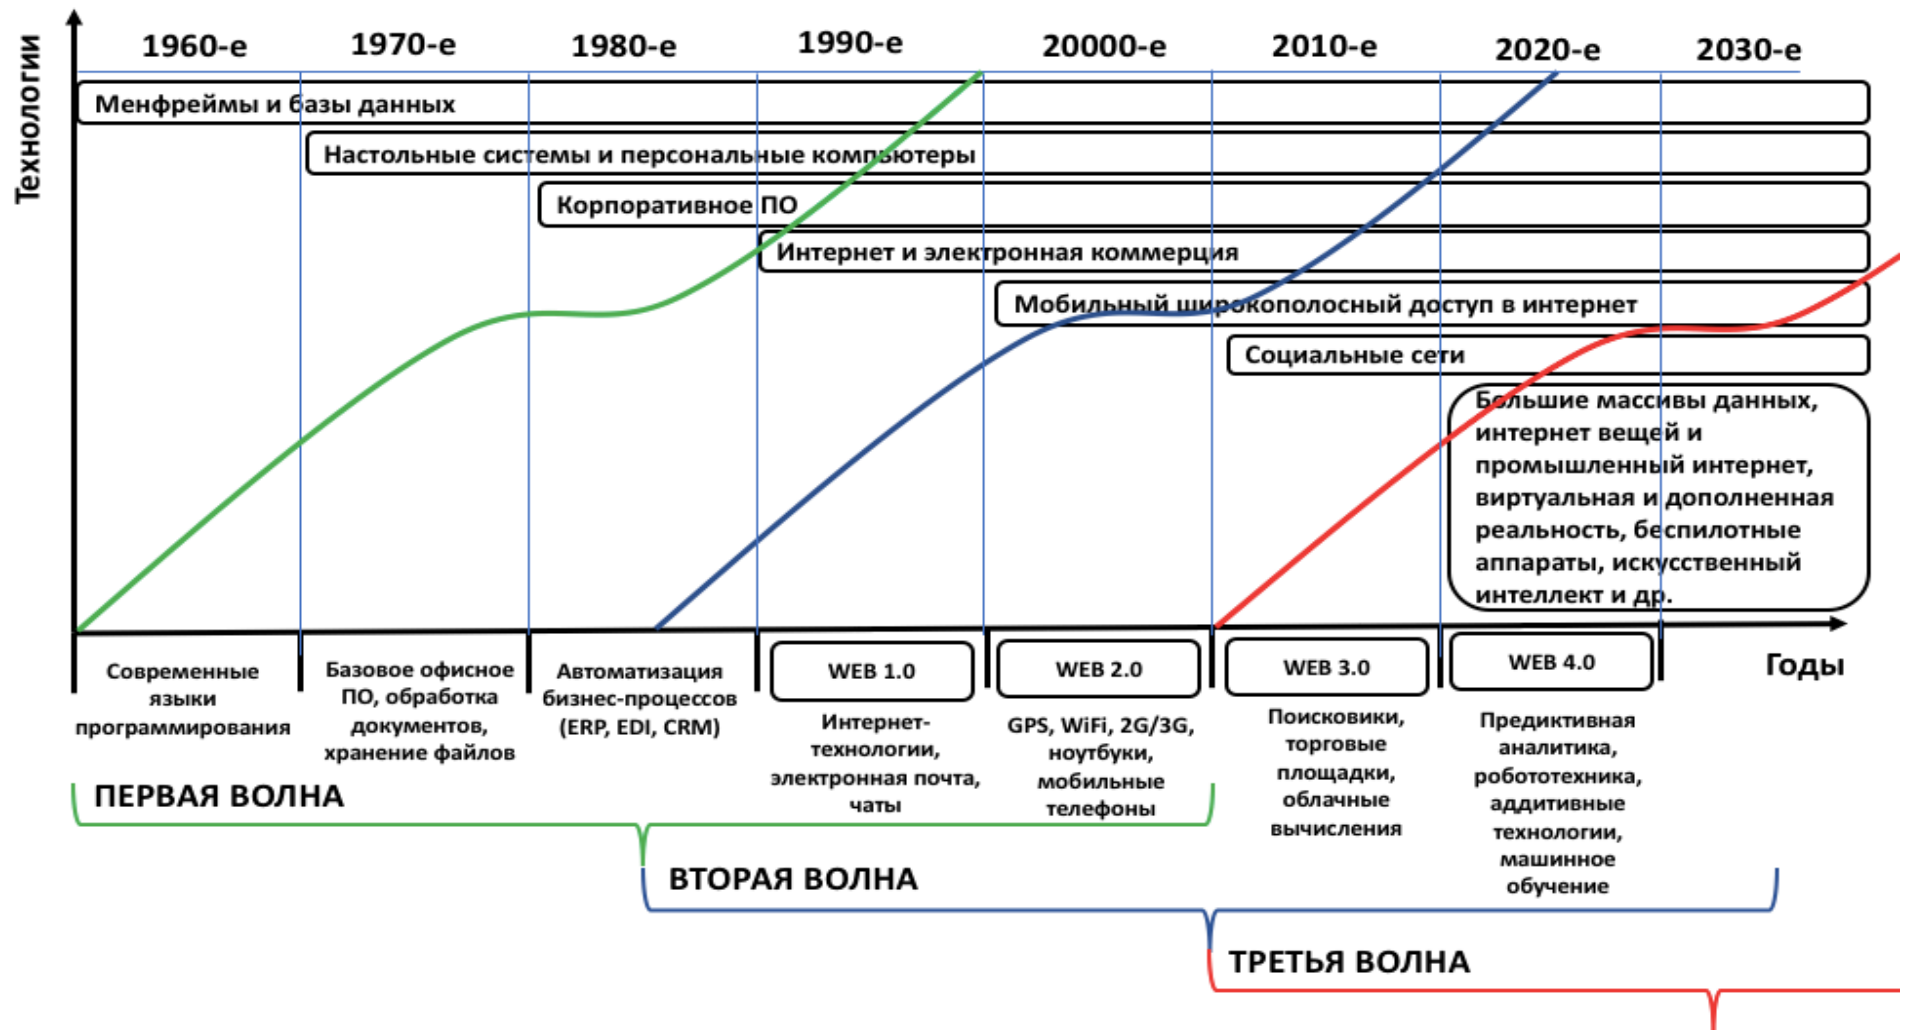 Технологии
1960-е
1970-е
1980-е
1990-е
20000-е
2010-е
2020-е
2030-е
Менфреймы и базы данных
Настольные системы и персональные компьютеры
Корпоративное ПО
Интернет и электронная коммерция
Мобильный широкополосный доступ в интернет
Социальные сети
Большие массивы данных,
интернет вещей и
промышленный интернет,
виртуальная и дополненная
реальность, беспилотные
аппараты, искусственный
интеллект и др.
Годы
Современные
языки
программирования
Базовое офисное
ПО, обработка
документов,
хранение файлов
Автоматизация
бизнес-процессов
(ERP, EDI, CRM)
WEB 1.0
Интернет-
технологии,
электронная почта,
чаты
WEB 2.0
GPS, WiFi, 2G/3G,
ноутбуки,
мобильные
телефоны
WEB 3.0
Поисковики,
торговые
площадки,
облачные
вычисления
WEB 4.0
Предиктивная
аналитика,
робототехника,
аддитивные
технологии,
машинное
обучение
ПЕРВАЯ ВОЛНА
ВТОРАЯ ВОЛНА
ТРЕТЬЯ ВОЛНА